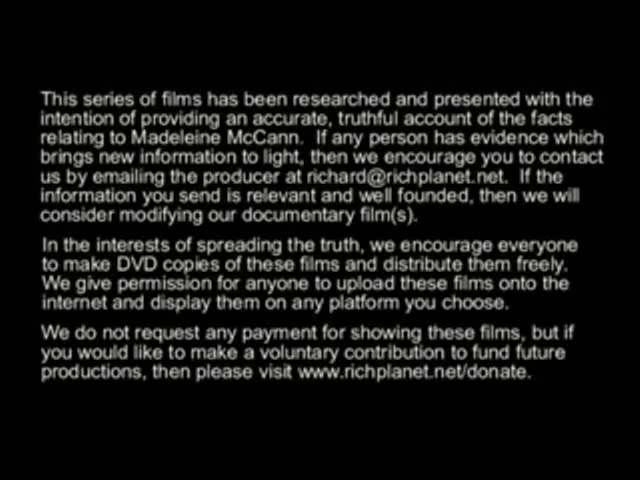 This series of films has been researched and presented with the
intention of providing an accurate, truthful account of the facts
relating to Madeleine McCann.  If any person has evidence which
brings new information to light, then we encourage you to contact
us by emailing the producer at richard@richplanet.net.  If the
information you send is relevant and well founded, then we will
consider modifying our documentary film(s).
In the interests of spreading the truth, we encourage everyone
to make DVD copies of these films and distribute them freely.
We give permission for anyone to upload these films onto the
internet and display them on any platform you choose.
We do not request any payment for showing these films, but if
you would like to make a voluntary contribution to fund future
productions, then please visit www.richplanet.net/donate.